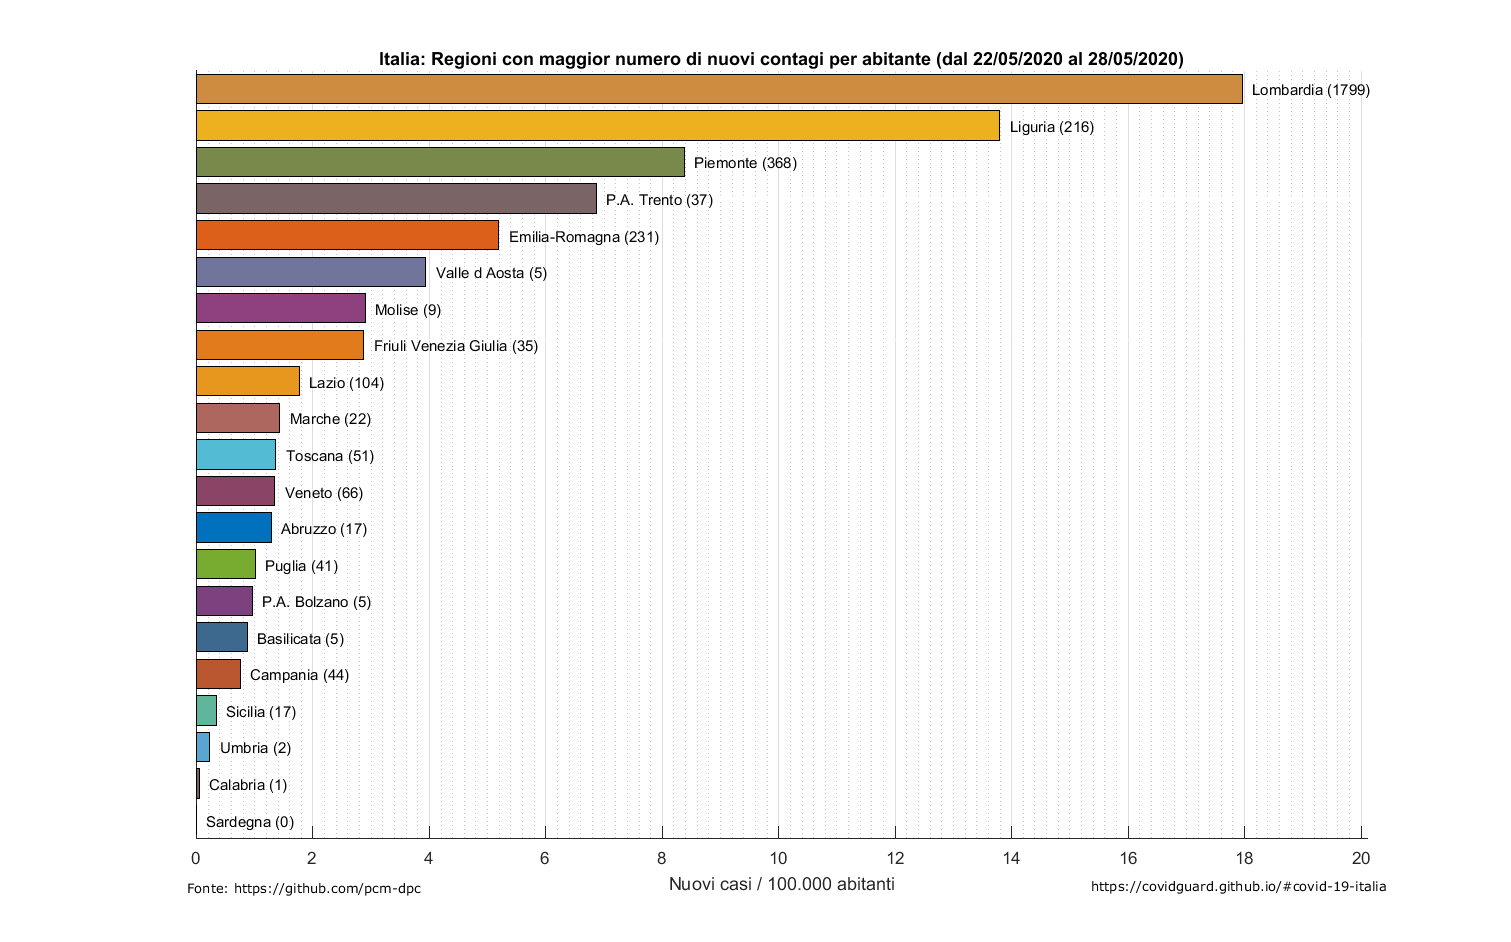 Italia: Regioni con maggior numero di nuovi contagi per abitante (dal 22/05/2020 al 28/05/2020)
Lombardia (1799)
Liguria (216)
Piemonte (368)
P.A. Trento (37)
Emilia-Romagna (231)
Valle d Aosta (5)
Molise (9)
Friuli Venezia Giulia (35)
Lazio (104)
Marche (22)
Toscana (51)
Veneto (66)
Abruzzo (17)
Puglia (41)
P.A. Bolzano (5)
Basilicata (5)
Campania (44)
Sicilia (17)
Umbria (2)
Calabria (1)
Sardegna (0)
0 2 4 6 8 10 12 14 16 18 20
Nuovi casi / 100.000 abitanti
Fonte: https://github.com/pcm-dpc
https://covidguard.github.io/#covid-19-italia